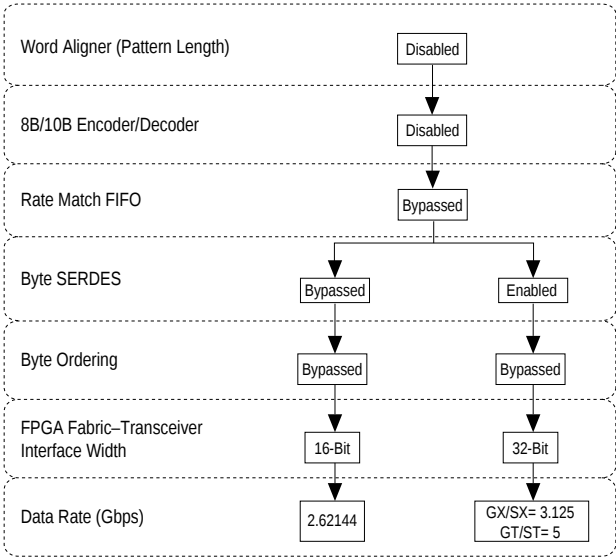 Word Aligner (Pattern Length)
Disabled
8B/10B Encoder/Decoder
Disabled
Rate Match FIFO
Bypassed
Byte SERDES
Bypassed
Enabled
Byte Ordering
Bypassed
Bypassed
FPGA Fabric–Transceiver
Interface Width
16-Bit
32-Bit
Data Rate (Gbps)
2.62144
GX/SX= 3.125
GT/ST= 5